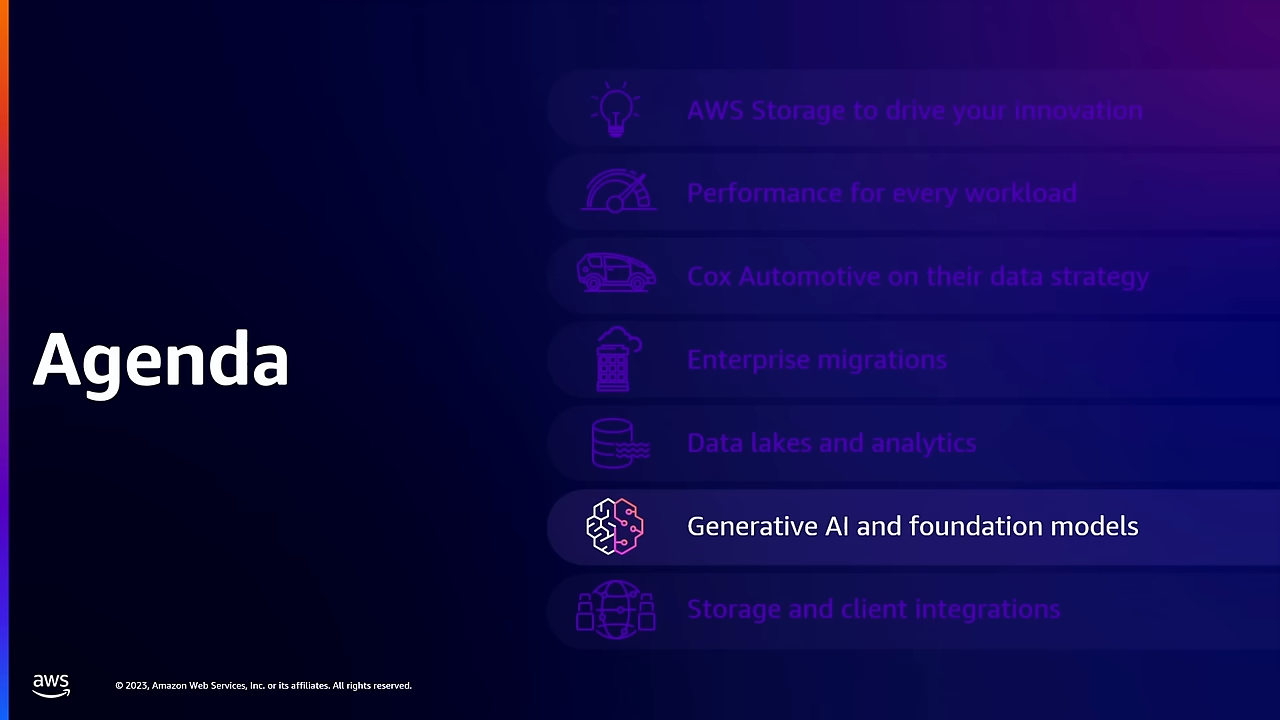 AWS Storage to drive your innovation
Performance for every workload
Cox Automotive on their data strategy
Agenda
Enterprise migrations
Data lakes and analytics
Generative AI and foundation models
Storage and client integrations
aws
© 2023, Amazon Web Services, Inc. or its affiliates. All rights reserved.